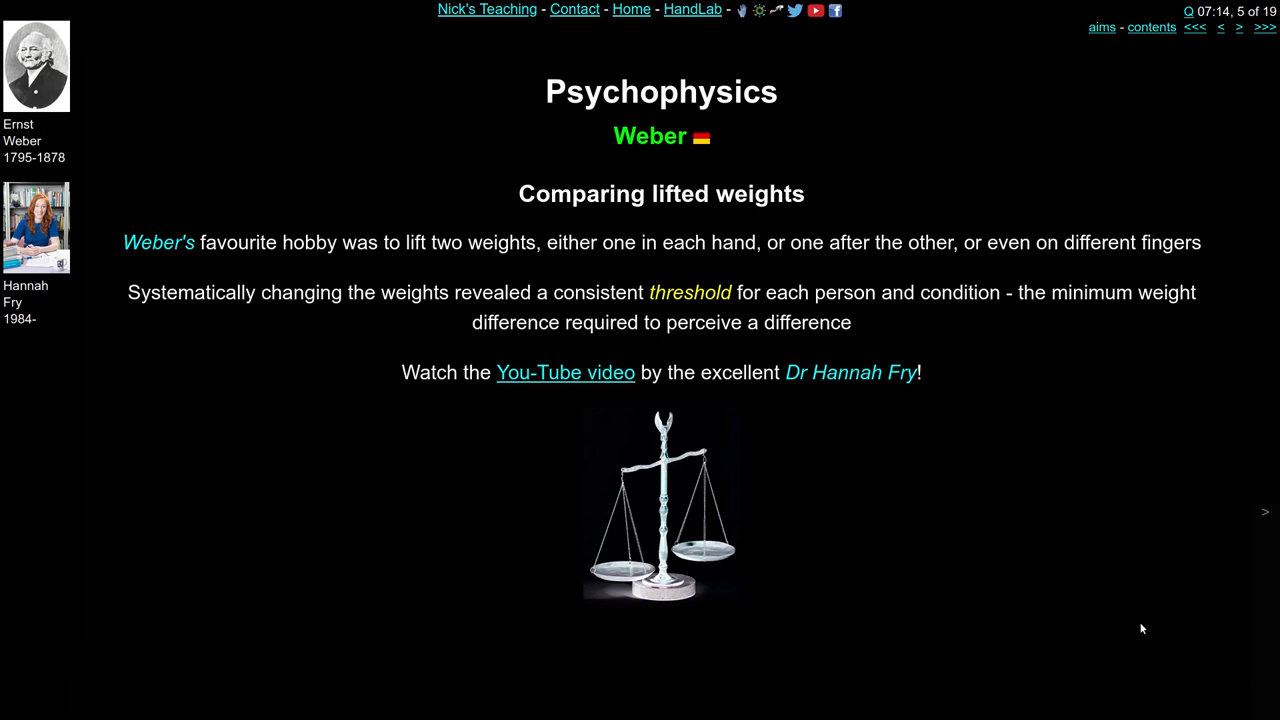 Nick's Teaching - Contact - Home - HandLab -
Q 07:14, 5 of 19
aims - contents <<< < > >>>
Ernst
Weber
1795-1878
Hannah
Fry
1984-
Psychophysics
Weber
Comparing lifted weights
Weber's favourite hobby was to lift two weights, either one in each hand, or one after the other, or even on different fingers
Systematically changing the weights revealed a consistent threshold for each person and condition - the minimum weight
difference required to perceive a difference
Watch the You-Tube video by the excellent Dr Hannah Fry!
>